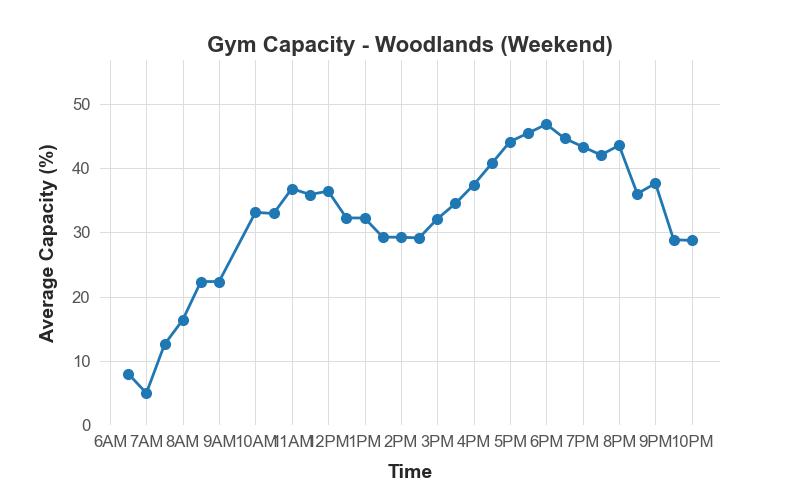 Gym Capacity - Woodlands (Weekend)
Average Capacity (%)
50
40
30
20
10
0
6AM 7AM 8AM 9AM 10AM 11AM 12PM 1PM 2PM 3PM 4PM 5PM 6PM 7PM 8PM 9PM 10PM
Time